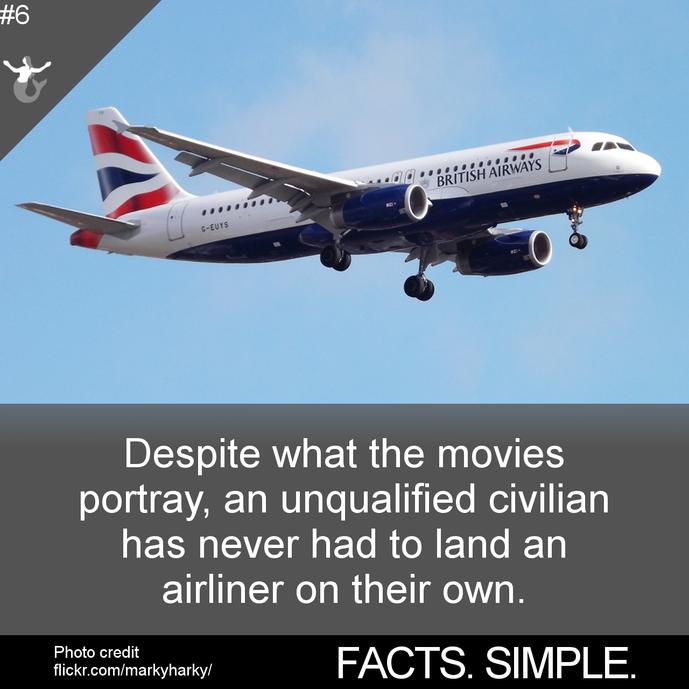 #6
BRITISH AIRWAYS
G-EUYS
Despite what the movies
portray, an unqualified civilian
has never had to land an
airliner on their own.
Photo credit
flickr.com/markyharky/
FACTS. SIMPLE.